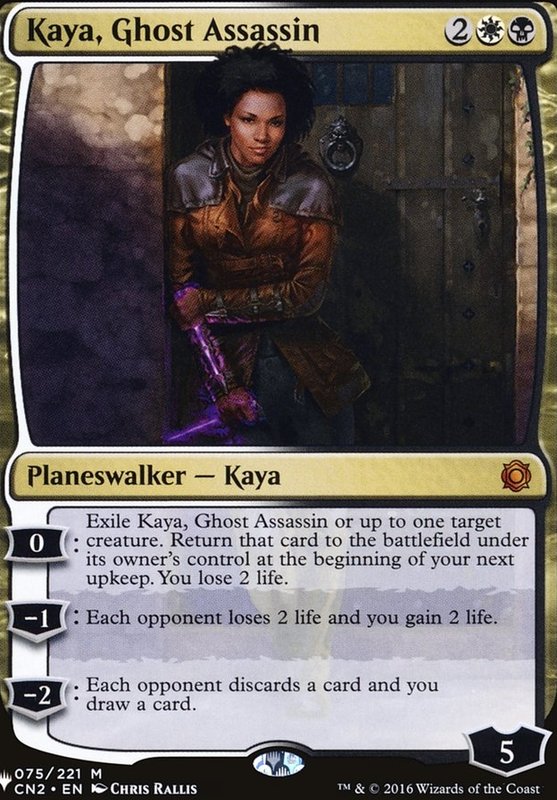 Kaya, Ghost Assassin 2
Planeswalker — Kaya
0 : Exile Kaya, Ghost Assassin or up to one target
creature. Return that card to the battlefield under
its owner's control at the beginning of your next
upkeep. You lose 2 life.
−1 : Each opponent loses 2 life and you gain 2 life.
−2 : Each opponent discards a card and you
draw a card.
5
075/221 M
CN2 • EN Chris Rallis
™ & © 2016 Wizards of the Coast